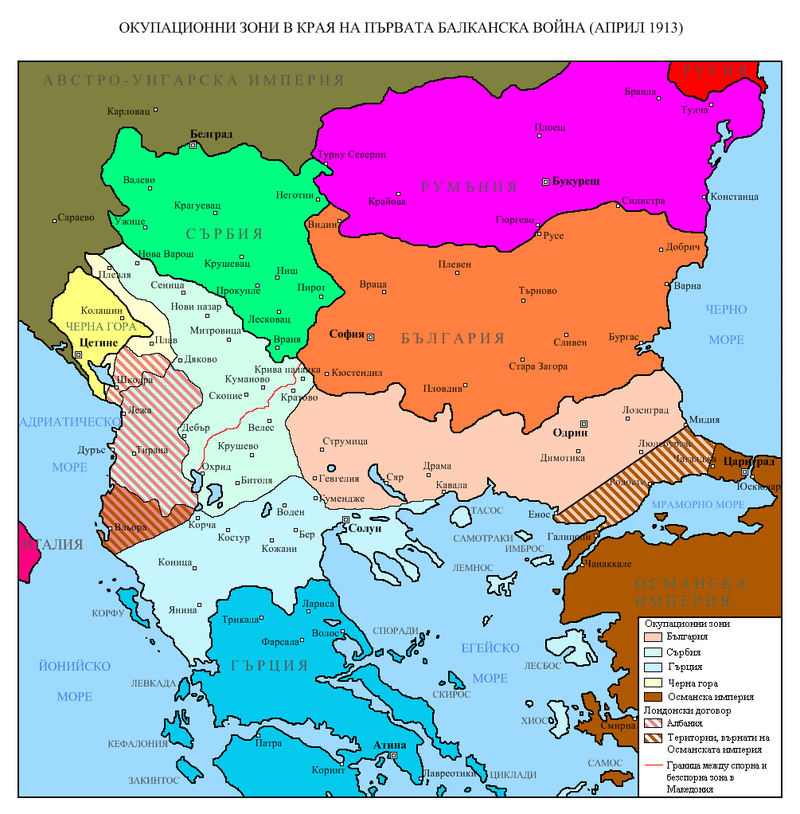 ОКУПАЦИОННИ ЗОНИ В КРАЯ НА ПЪРВАТА БАЛКАНСКА ВОЙНА (АПРИЛ 1913)
АВСТРО-УНГАРСКА ИМПЕРИЯ
РУСИЯ
Карловац
Браила
Тулча
Белград
Плоещ
Турну Северин
Валево
РУМЪНИЯ
Букурещ
Неготин
Крайова
Констанца
Крагуевац
Силистра
Сараево
Ужице
Видин
Гюргево
СЪРБИЯ
Русе
Нова Варош
Добрич
Крушевац
Плевен
Плевля
Ниш
Сеница
Прокупле
Пирот
Враца
Варна
Търново
Нови пазар
Колашин
ЧЕРНО
МОРЕ
Лесковац
ЧЕРНА ГОРА
Митровица
София
БЪЛГАРИЯ
Цетине
Плав
Враня
Сливен
Бургас
Дяково
Стара Загора
Крива паланка
Кюстендил
Шкодра
Куманово
Пловдив
Скопие
Кратово
Лежа
Лозенград
АДРИАТИЧЕСКО
МОРЕ
Дебър
Велес
Мидия
Одрин
Струмица
Люлебургаз
Дуръс
Тирана
Крушево
Димотика
Чаталджа
Цариград
Охрид
Драма
Гевгелия
Сяр
Битоля
Кавала
Родосто
Юскюдар
Гумендже
МРАМОРНО МОРЕ
Вльора
Корча
Воден
Солун
ТАСОС
Енос
Костур
Бер
САМОТРАКИ
Галиполи
ИТАЛИЯ
Кожани
ИМБРОС
Коница
ЛЕМНОС
Чанаккале
ОСМАНСКА
ИМПЕРИЯ
КОРФУ
Янина
Лариса
Трикала
Волос
СПОРАДИ
Фарсала
ЕГЕЙСКО
МОРЕ
ЙОНИЙСКО
МОРЕ
ГЪРЦИЯ
ЛЕСБОС
ЛЕВКАДА
СКИРОС
ХИОС
Смирна
КЕФАЛОНИЯ
Патра
Атина
САМОС
ЗАКИНТОС
Коринт
Лавреотики
ЦИКЛАДИ
Окупационни зони
България
Сърбия
Гърция
Черна гора
Османска империя
Лондонски договор
Албания
Територии, върнати на
Османската империя
Граница между спорна и
безспорна зона в
Македония